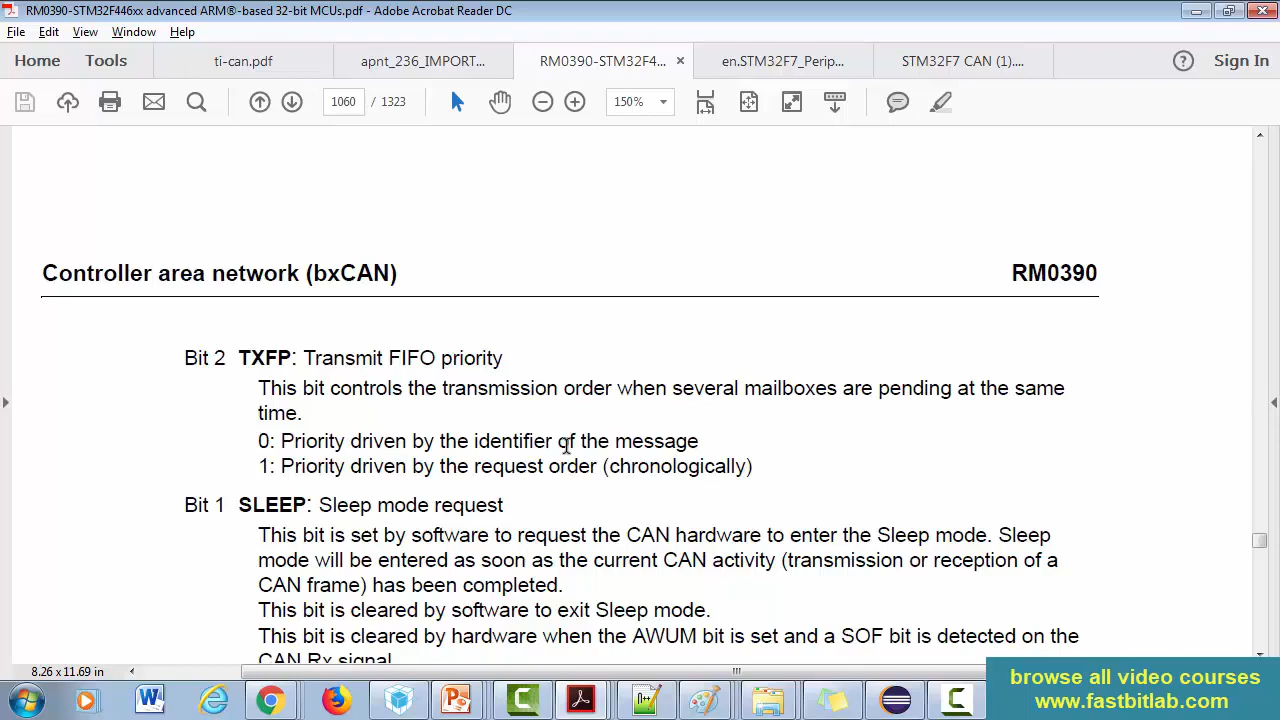 RM0390-STM32F446xx advanced ARM®-based 32-bit MCUs.pdf - Adobe Acrobat Reader DC
File Edit View Window Help
Home Tools ti-can.pdf apnt_236_IMPORT... RM0390-STM32F4... × en.STM32F7_Perip... STM32F7 CAN (1).... ? Sign In
1060 / 1323 150%
Controller area network (bxCAN) RM0390
Bit 2 TXFP: Transmit FIFO priority
This bit controls the transmission order when several mailboxes are pending at the same
time.
0: Priority driven by the identifier of the message
1: Priority driven by the request order (chronologically)
Bit 1 SLEEP: Sleep mode request
This bit is set by software to request the CAN hardware to enter the Sleep mode. Sleep
mode will be entered as soon as the current CAN activity (transmission or reception of a
CAN frame) has been completed.
This bit is cleared by software to exit Sleep mode.
This bit is cleared by hardware when the AWUM bit is set and a SOF bit is detected on the
CAN Rx signal.
8.26 x 11.69 in
browse all video courses
www.fastbitlab.com